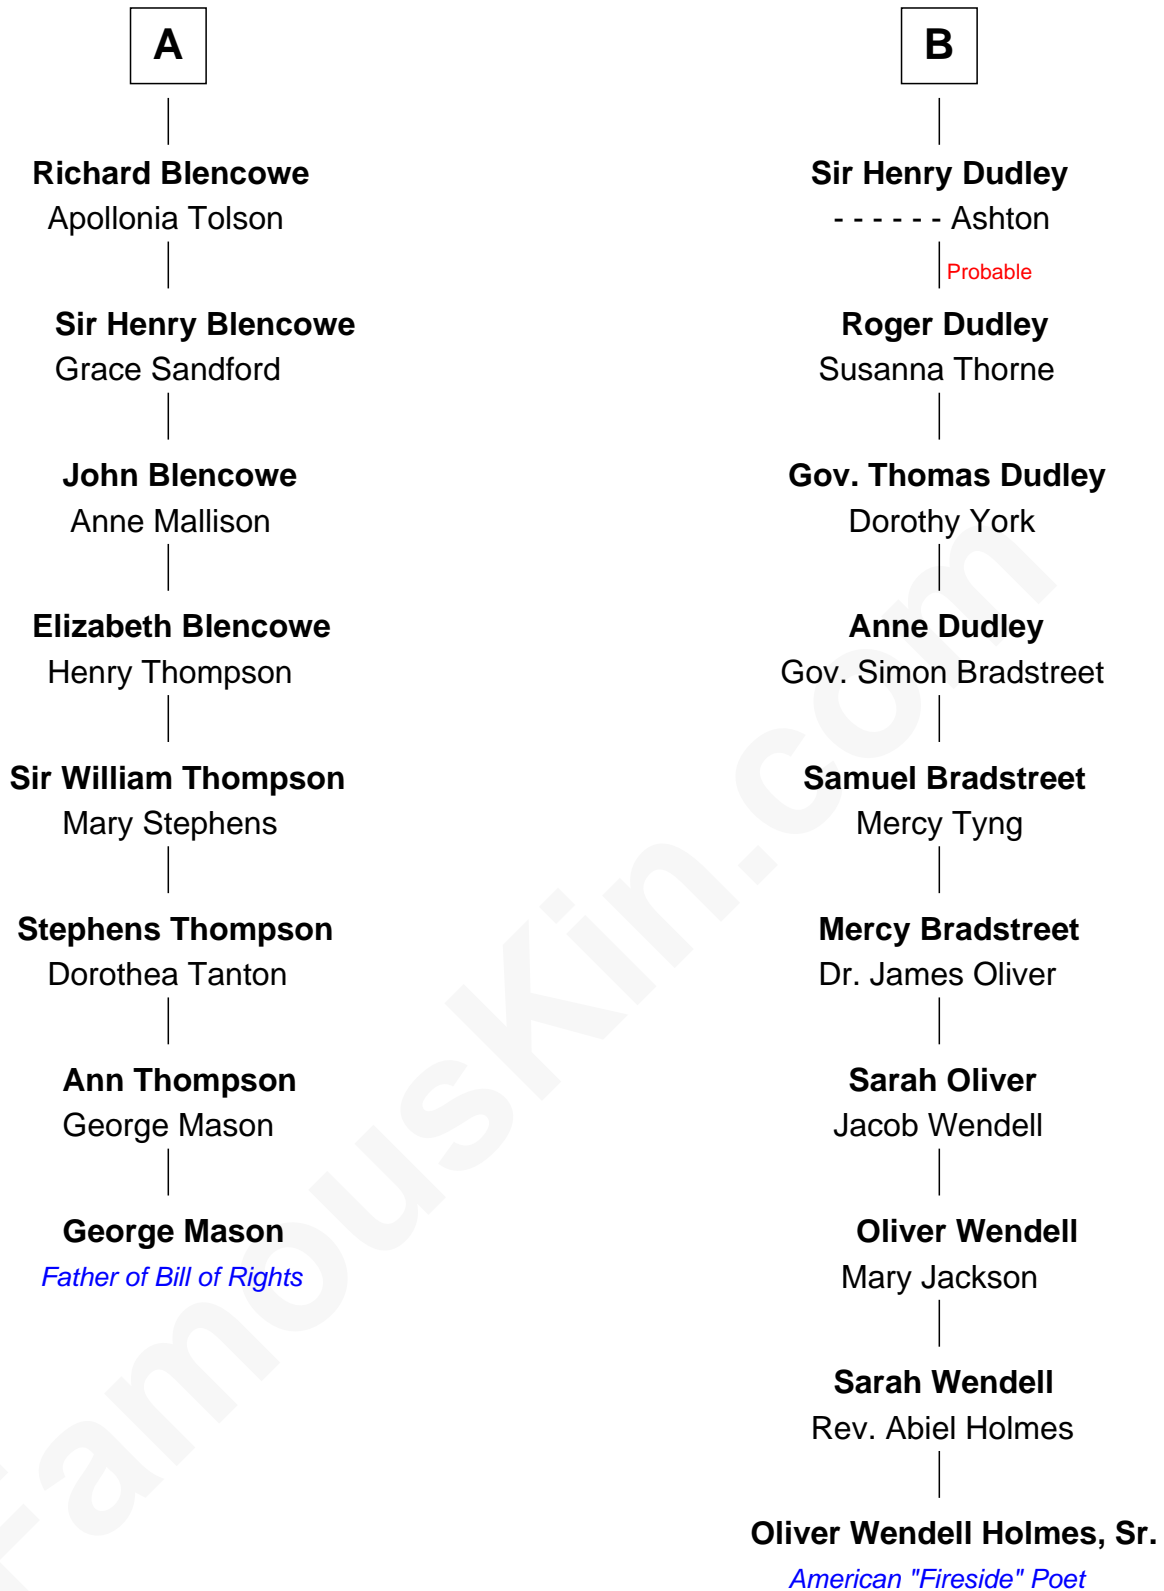 A
Richard Blencowe
Apollonia Tolson
Sir Henry Blencowe
Grace Sandford
John Blencowe
Anne Mallison
Elizabeth Blencowe
Henry Thompson
Sir William Thompson
Mary Stephens
Stephens Thompson
Dorothea Tanton
Ann Thompson
George Mason
George Mason
Father of Bill of Rights
B
Sir Henry Dudley
- - - - - - Ashton
Probable
Roger Dudley
Susanna Thorne
Gov. Thomas Dudley
Dorothy York
Anne Dudley
Gov. Simon Bradstreet
Samuel Bradstreet
Mercy Tyng
Mercy Bradstreet
Dr. James Oliver
Sarah Oliver
Jacob Wendell
Oliver Wendell
Mary Jackson
Sarah Wendell
Rev. Abiel Holmes
Oliver Wendell Holmes, Sr.
American "Fireside" Poet
FamousKin.com